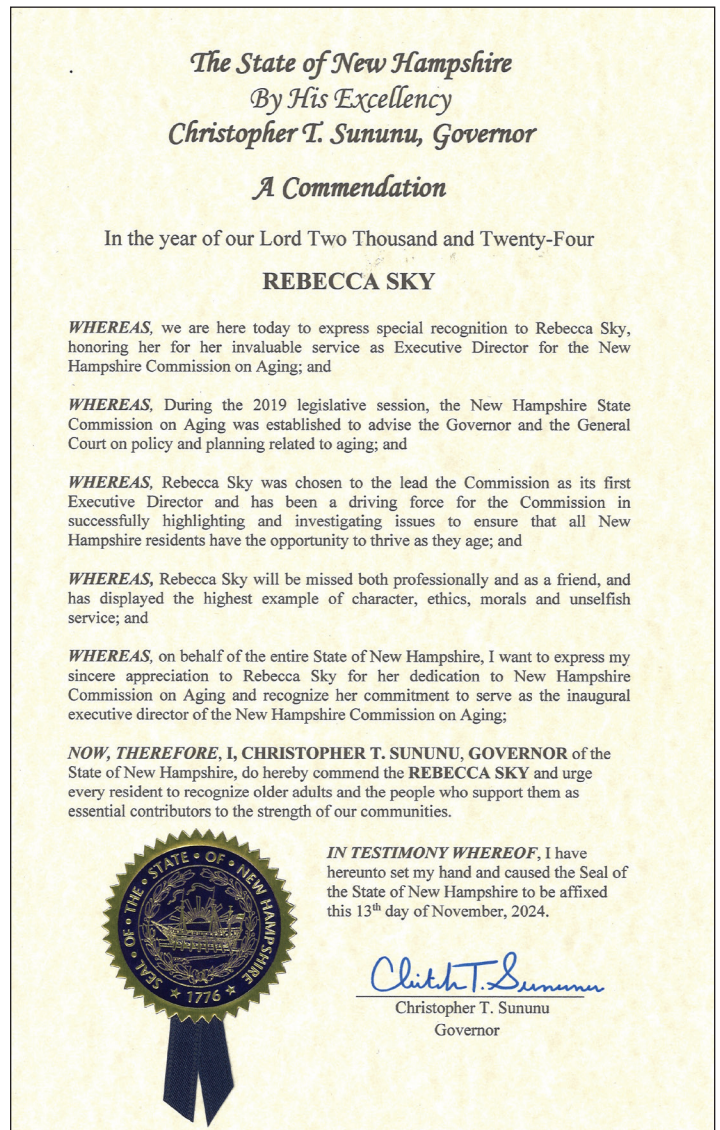 The State of New Hampshire
By His Excellency
Christopher T. Sununu, Governor
A Commendation
In the year of our Lord Two Thousand and Twenty-Four
REBECCA SKY
WHEREAS, we are here today to express special recognition to Rebecca Sky,
honoring her for her invaluable service as Executive Director for the New
Hampshire Commission on Aging; and
WHEREAS, During the 2019 legislative session, the New Hampshire State
Commission on Aging was established to advise the Governor and the General
Court on policy and planning related to aging; and
WHEREAS, Rebecca Sky was chosen to the lead the Commission as its first
Executive Director and has been a driving force for the Commission in
successfully highlighting and investigating issues to ensure that all New
Hampshire residents have the opportunity to thrive as they age; and
WHEREAS, Rebecca Sky will be missed both professionally and as a friend, and
has displayed the highest example of character, ethics, morals and unselfish
service; and
WHEREAS, on behalf of the entire State of New Hampshire, I want to express my
sincere appreciation to Rebecca Sky for her dedication to New Hampshire
Commission on Aging and recognize her commitment to serve as the inaugural
executive director of the New Hampshire Commission on Aging;
NOW, THEREFORE, I, CHRISTOPHER T. SUNUNU, GOVERNOR of the
State of New Hampshire, do hereby commend the REBECCA SKY and urge
every resident to recognize older adults and the people who support them as
essential contributors to the strength of our communities.
SEAL • OF • THE • STATE • OF • NEW HAMPSHIRE
1776
IN TESTIMONY WHEREOF, I have
hereunto set my hand and caused the Seal of
the State of New Hampshire to be affixed
this 13th day of November, 2024.
Christopher T. Sununu
Christopher T. Sununu
Governor